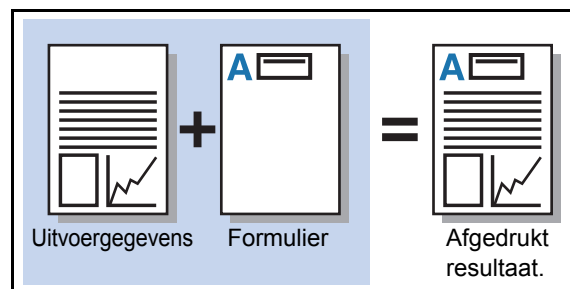 A
+
A
=
A
Uitvoergegevens
Formulier
Afgedrukt
resultaat.